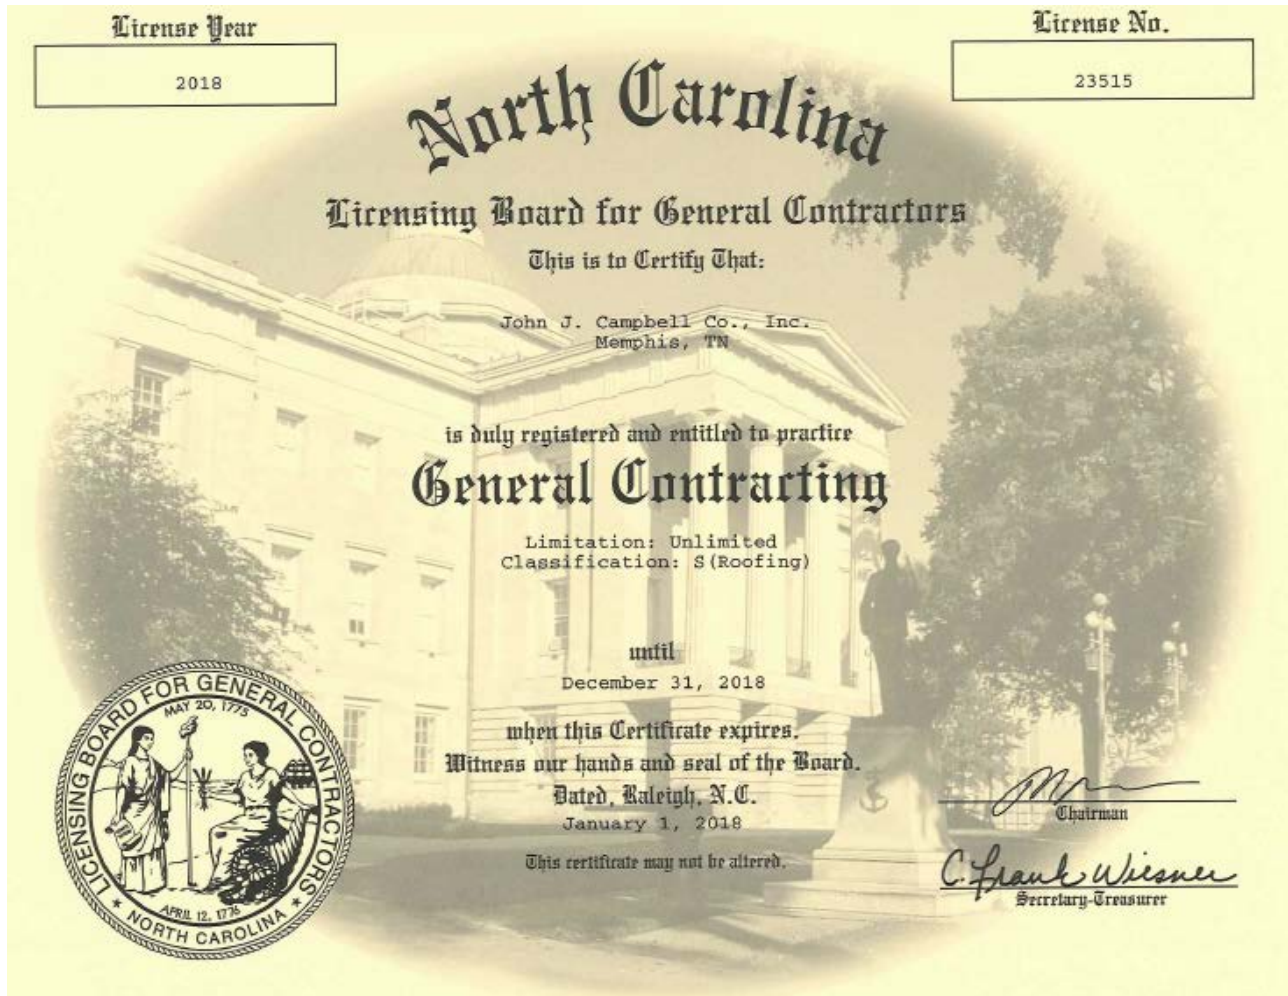 License Year
2018
License No.
23515
North Carolina
Licensing Board for General Contractors
This is to Certify That:
John J. Campbell Co., Inc.
Memphis, TN
is duly registered and entitled to practice
General Contracting
Limitation: Unlimited
Classification: S(Roofing)
until
December 31, 2018
when this Certificate expires.
Witness our hands and seal of the Board.
Dated, Raleigh, N.C.
January 1, 2018
This certificate may not be altered.
LICENSING BOARD FOR GENERAL CONTRACTORS
MAY 20, 1775
APRIL 12, 1776
★ NORTH CAROLINA ★
Chairman
C. Frank Wiesner
Secretary-Treasurer